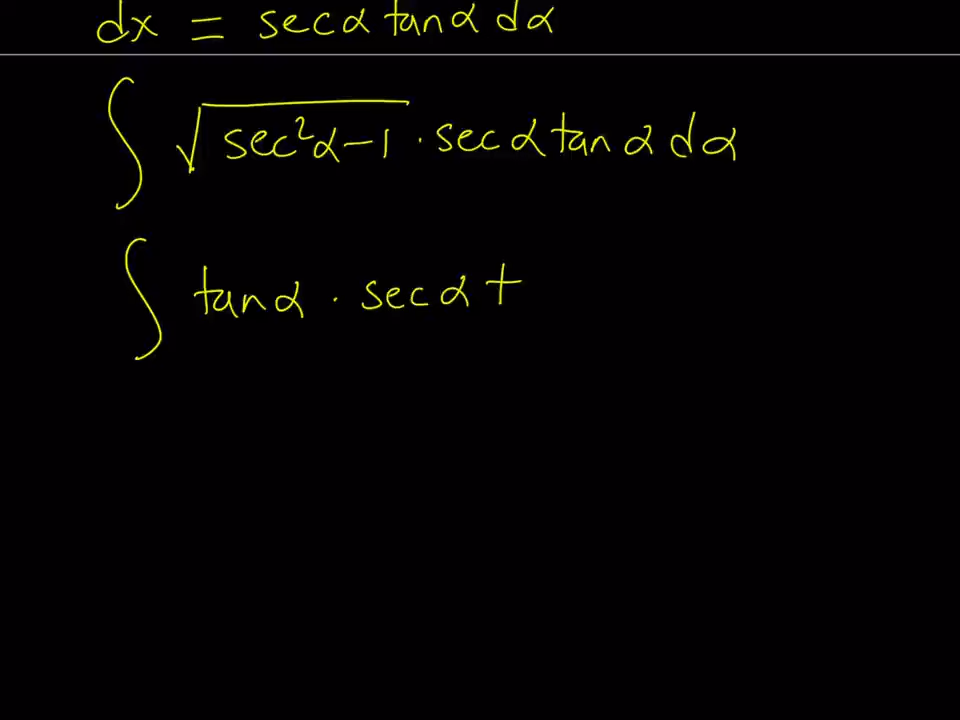 dx = secα tanα dα
∫ √(sec²α-1) · secα tanα dα
∫ tanα · secα t